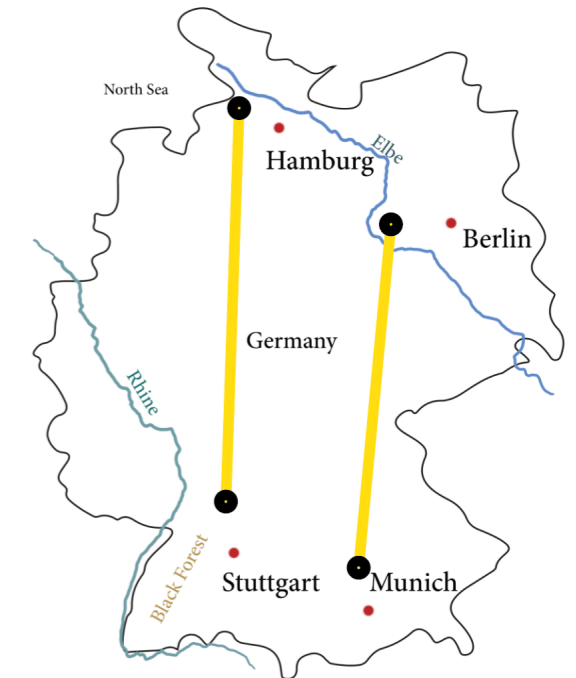 North Sea
Elbe
Hamburg
Berlin
Germany
Rhine
Black Forest
Stuttgart
Munich